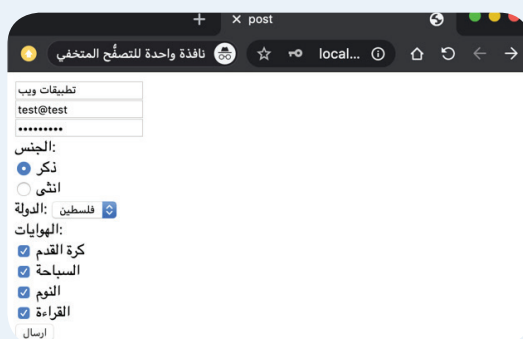 post
local...
نافذة واحدة للتصفُّح المتخفي
تطبيقات ويب
test@test
•••••••••
الجنس:
ذكر
انثى
الدولة: فلسطين
الهوايات:
كرة القدم
السباحة
النوم
القراءة
ارسال